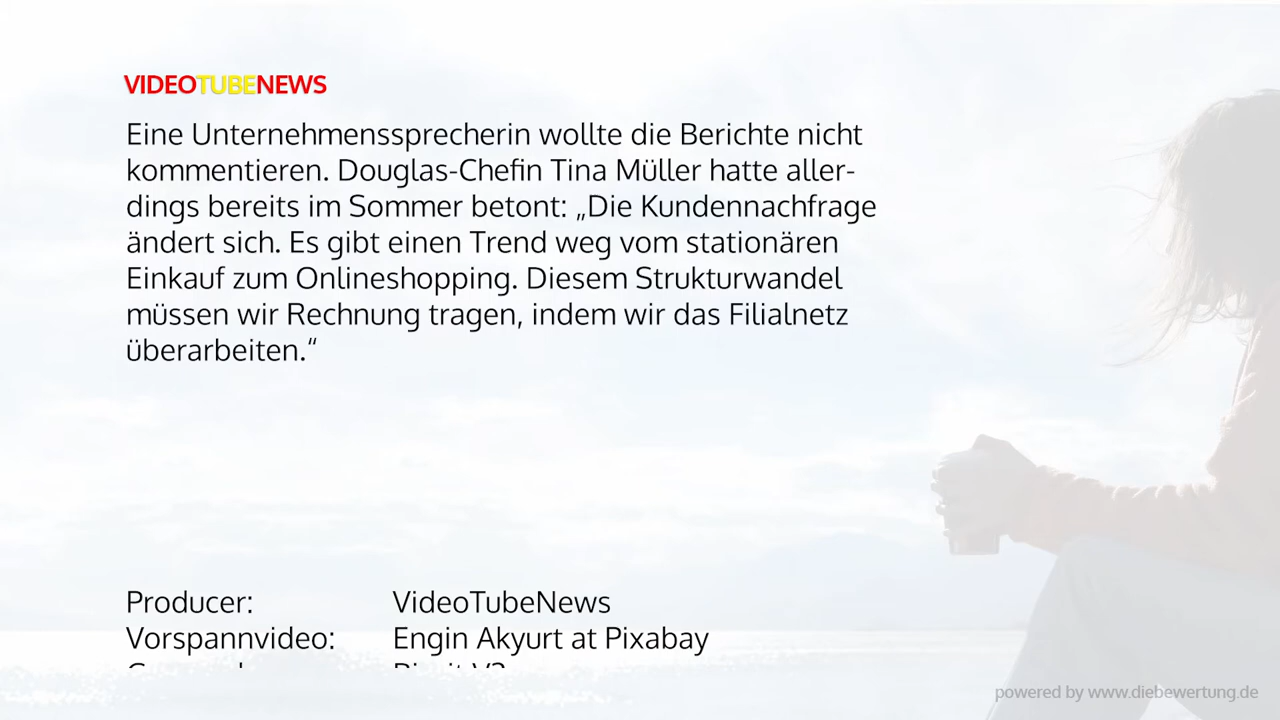 VIDEOTUBENEWS
Eine Unternehmenssprecherin wollte die Berichte nicht
kommentieren. Douglas-Chefin Tina Müller hatte aller-
dings bereits im Sommer betont: „Die Kundennachfrage
ändert sich. Es gibt einen Trend weg vom stationären
Einkauf zum Onlineshopping. Diesem Strukturwandel
müssen wir Rechnung tragen, indem wir das Filialnetz
überarbeiten.“
Producer: VideoTubeNews
Vorspannvideo: Engin Akyurt at Pixabay
powered by www.diebewertung.de